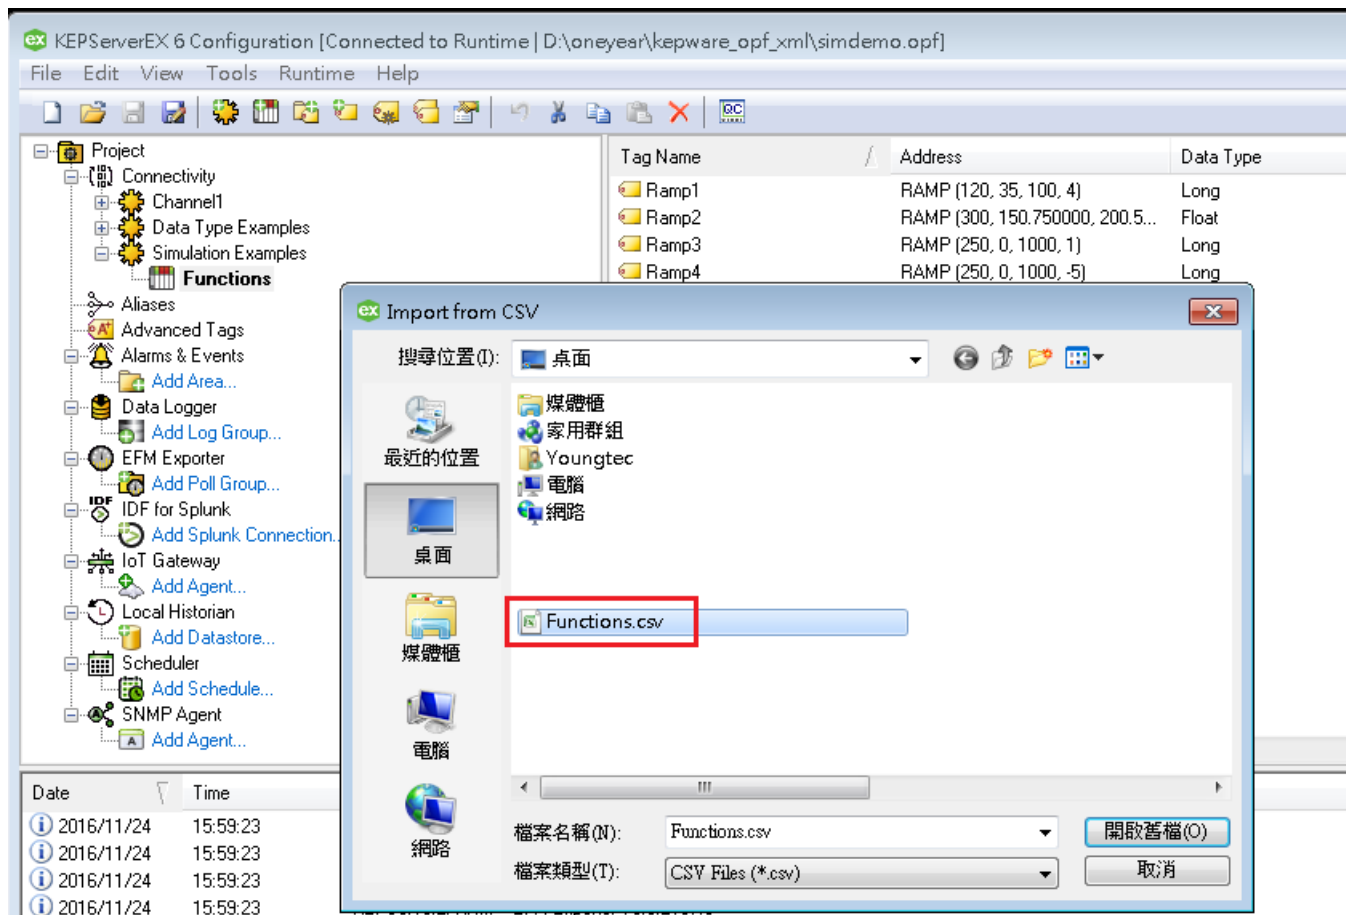 KEPServerEX 6 Configuration [Connected to Runtime | D:\oneyear\kepware_opf_xml\simdemo.opf]
File Edit View Tools Runtime Help
QC
Project
Connectivity
Channel1
Data Type Examples
Simulation Examples
Functions
Aliases
Advanced Tags
Alarms & Events
Add Area...
Data Logger
Add Log Group...
EFM Exporter
Add Poll Group...
IDF for Splunk
Add Splunk Connection..
IoT Gateway
Add Agent...
Local Historian
Add Datastore...
Scheduler
Add Schedule...
SNMP Agent
Add Agent...
Tag Name Address Data Type
Ramp1 RAMP (120, 35, 100, 4) Long
Ramp2 RAMP (300, 150.750000, 200.5... Float
Ramp3 RAMP (250, 0, 1000, 1) Long
Ramp4 RAMP (250, 0, 1000, -5) Long
Import from CSV
搜尋位置(I): 桌面
最近的位置
桌面
媒體櫃
電腦
網路
媒體櫃
家用群組
Youngtec
電腦
網路
Functions.csv
檔案名稱(N): Functions.csv 開啟舊檔(O)
檔案類型(T): CSV Files (*.csv) 取消
Date Time
2016/11/24 15:59:23
2016/11/24 15:59:23
2016/11/24 15:59:23
2016/11/24 15:59:23